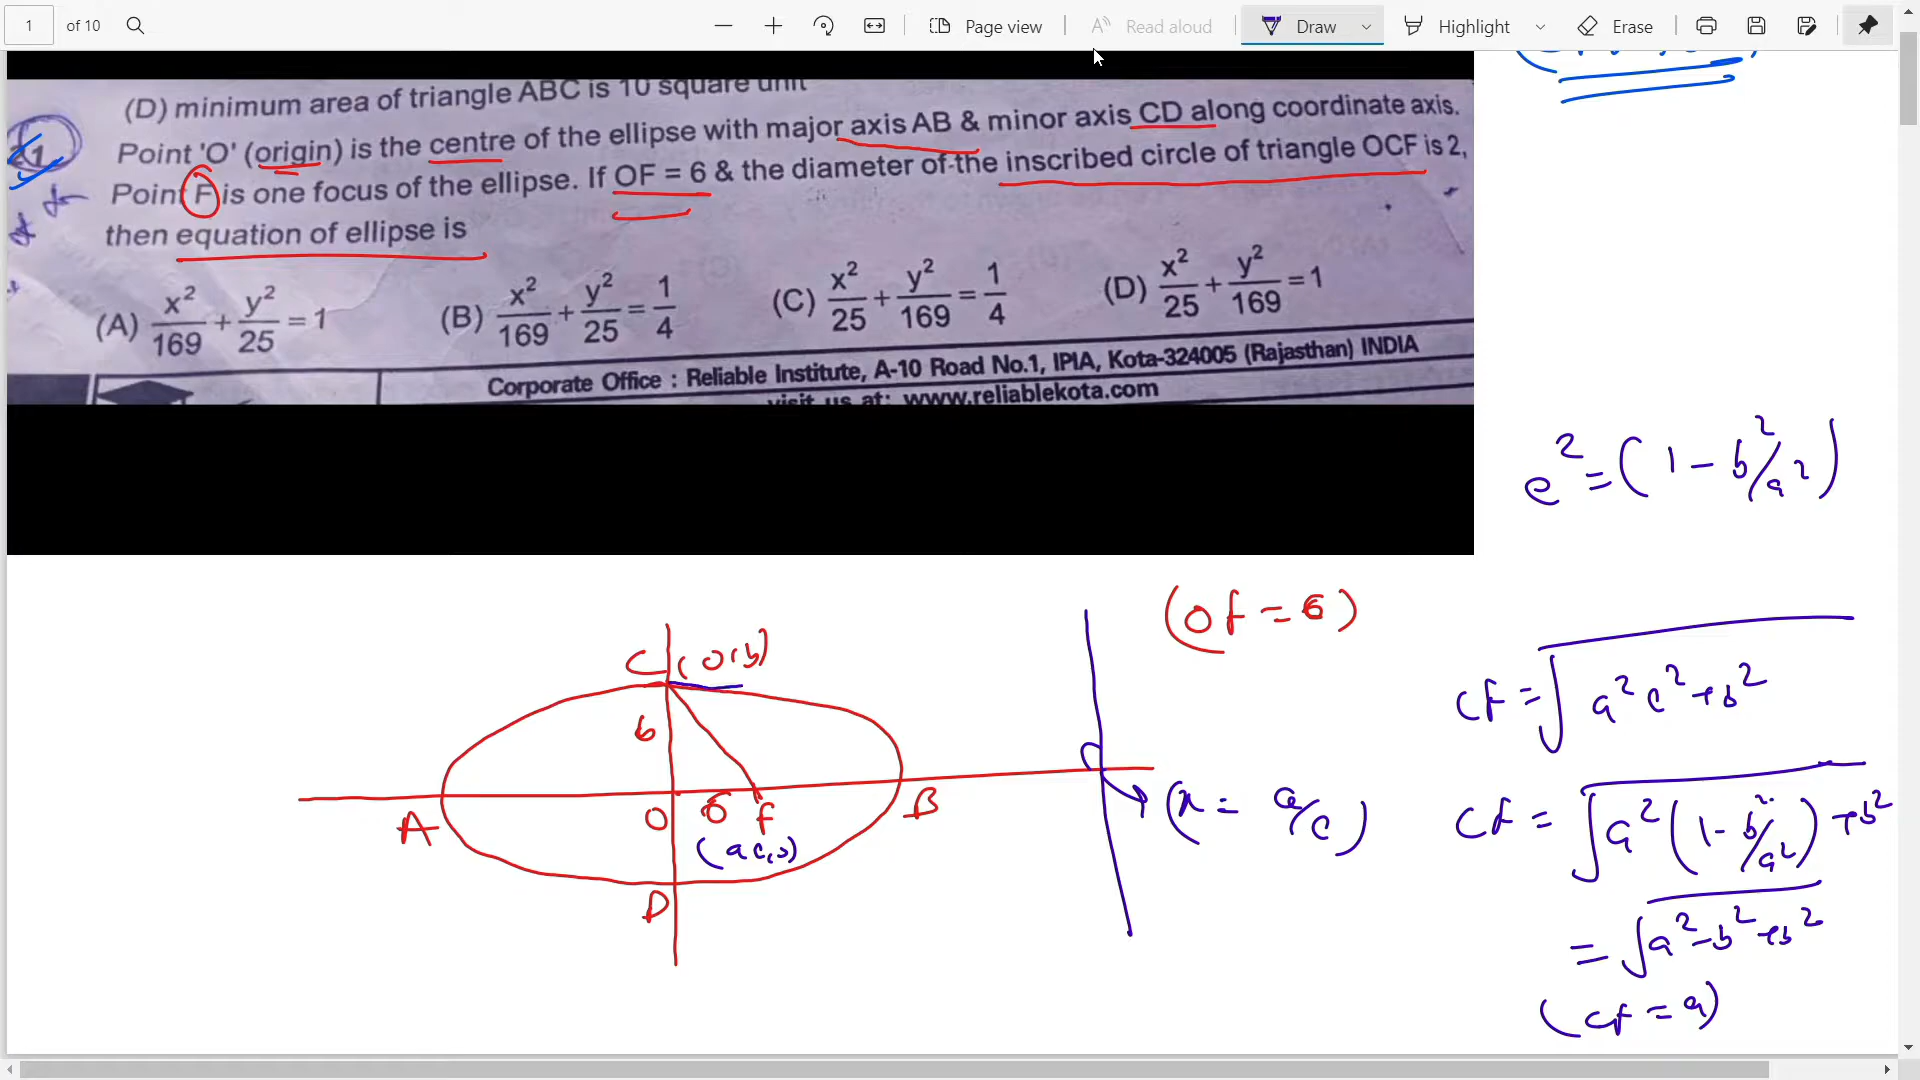 1 of 10 Page view Read aloud Draw Highlight Erase
(D) minimum area of triangle ABC is 10 square unit
21
Point 'O' (origin) is the centre of the ellipse with major axis AB & minor axis CD along coordinate axis.
Point F is one focus of the ellipse. If OF = 6 & the diameter of the inscribed circle of triangle OCF is 2,
then equation of ellipse is
(A) x²/169 + y²/25 = 1 (B) x²/169 + y²/25 = 1/4 (C) x²/25 + y²/169 = 1/4 (D) x²/25 + y²/169 = 1
Corporate Office : Reliable Institute, A-10 Road No.1, IPIA, Kota-324005 (Rajasthan) INDIA
visit us at: www.reliablekota.com
e² = (1 - b²/a²)
(OF = 6)
C (0,b)
CF = √a²e²+b²
b
A O 6 F B
(ae,0)
(x = a/e)
CF = √a²(1 - b²/a²) + b²
D
= √a²-b²+b²
(CF = a)